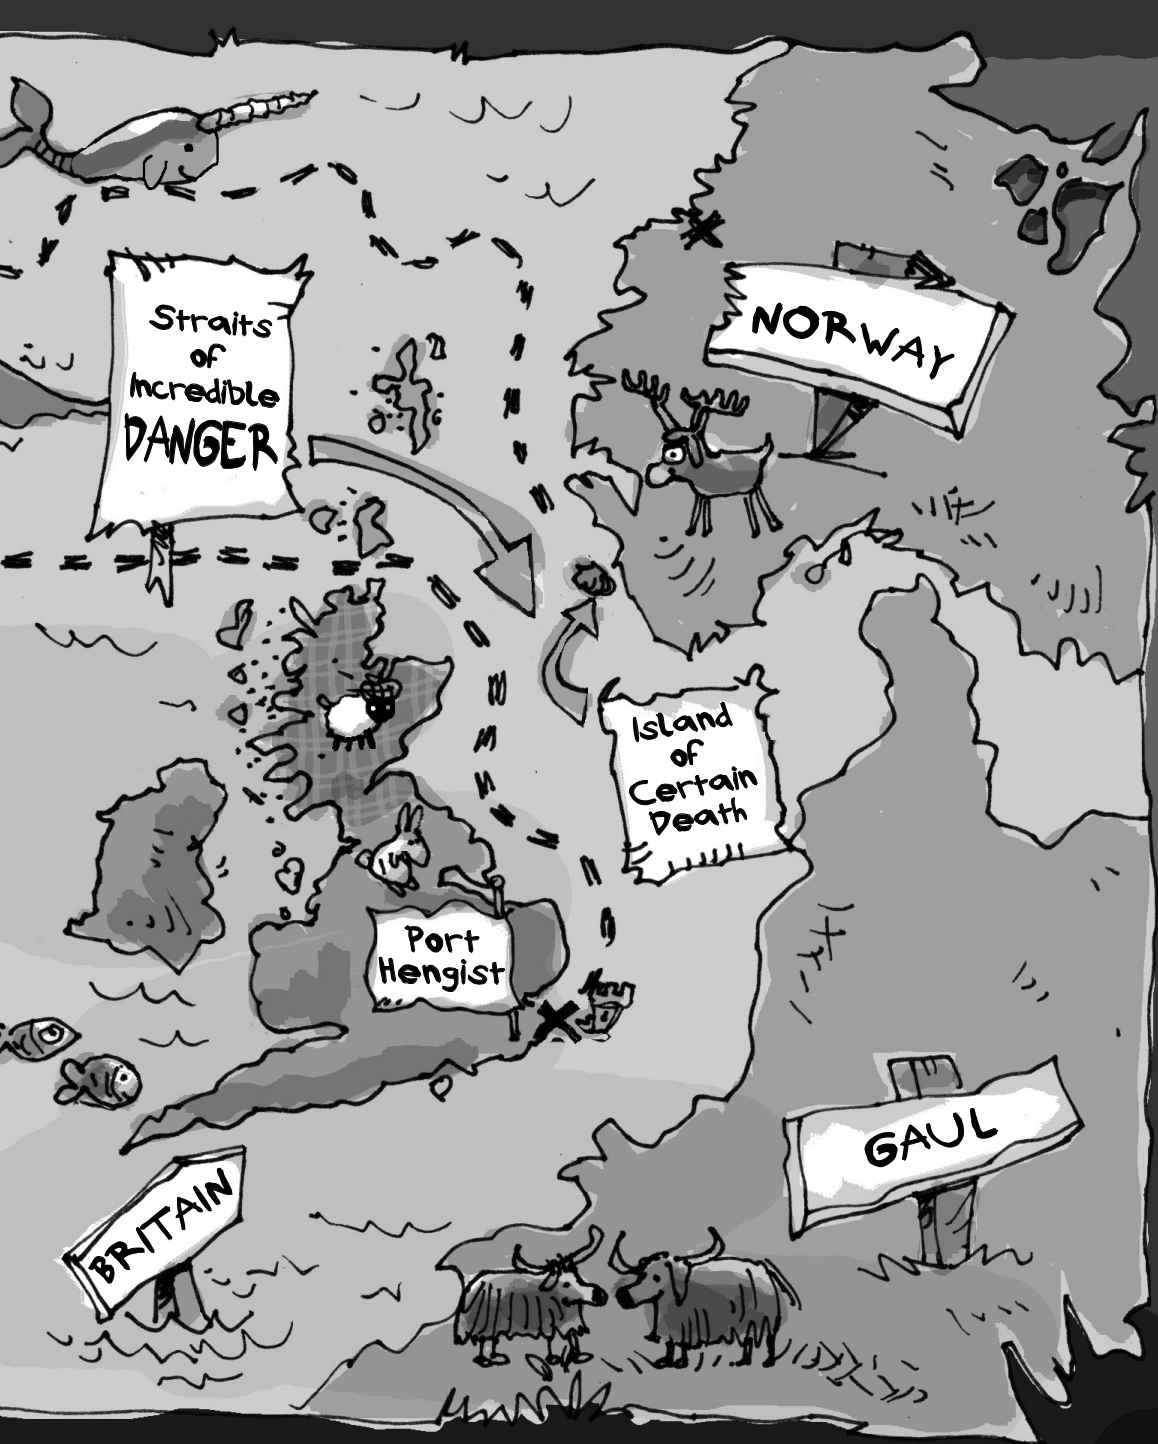 Straits
of
Incredible
DANGER
NORWAY
Island
of
Certain
Death
Port
Hengist
GAUL
BRITAIN